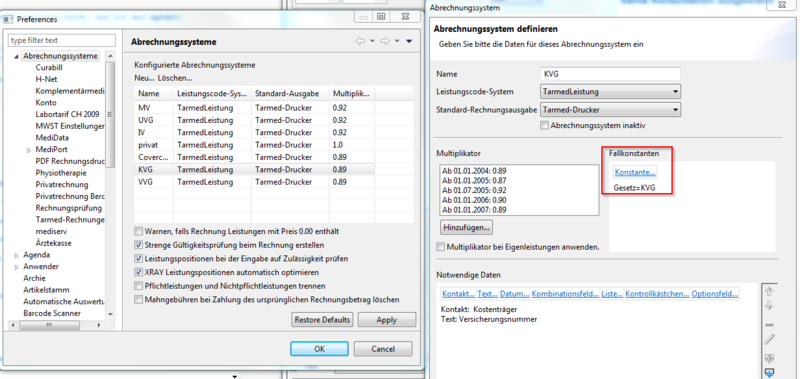 Preferences
type filter text
Abrechnungssysteme
Curabill
H-Net
Komplementärmedi
Konto
Labortarif CH 2009
MWST Einstellungen
MediData
MediPort
PDF Rechnungsdruc
Physiotherapie
Privatrechnung
Privatrechnung Berc
Rechnungsprüfung
Tarmed-Rechnunge
mediserv
Ärztekasse
Agenda
Anwender
Archie
Artikelstamm
Automatische Auswertu
Barcode Scanner
Abrechnungssysteme
Konfigurierte Abrechnungssysteme
Neu... Löschen...
Name Leistungscode-Sys... Standard-Ausgabe Multiplik...
MV TarmedLeistung Tarmed-Drucker 0.92
UVG TarmedLeistung Tarmed-Drucker 0.92
IV TarmedLeistung Tarmed-Drucker 0.92
privat TarmedLeistung Tarmed-Drucker 1.0
Coverc... TarmedLeistung Tarmed-Drucker 0.89
KVG TarmedLeistung Tarmed-Drucker 0.89
VVG TarmedLeistung Tarmed-Drucker 0.89
Warnen, falls Rechnung Leistungen mit Preis 0.00 enthält
Strenge Gültigkeitsprüfung beim Rechnung erstellen
Leistungspositionen bei der Eingabe auf Zulässigkeit prüfen
XRAY Leistungspositionen automatisch optimieren
Pflichtleistungen und Nichtpflichtleistungen trennen
Mahngebühren bei Zahlung des ursprünglichen Rechnungsbetrag löschen
Restore Defaults Apply
OK Cancel
Abrechnungssystem
Abrechnungssystem definieren
Geben Sie bitte die Daten für dieses Abrechnungssystem ein
Name KVG
Leistungscode-System TarmedLeistung
Standard-Rechnungsausgabe Tarmed-Drucker
Abrechnungssystem inaktiv
Multiplikator Fallkonstanten
Ab 01.01.2004: 0.89
Ab 01.01.2005: 0.87
Ab 01.07.2005: 0.92
Ab 01.01.2006: 0.90
Ab 01.01.2007: 0.89
Konstante...
Gesetz=KVG
Hinzufügen...
Multiplikator bei Eigenleistungen anwenden.
Notwendige Daten
Kontakt... Text... Datum... Kombinationsfeld... Liste... Kontrollkästchen... Optionsfeld...
Kontakt: Kostenträger
Text: Versicherungsnummer